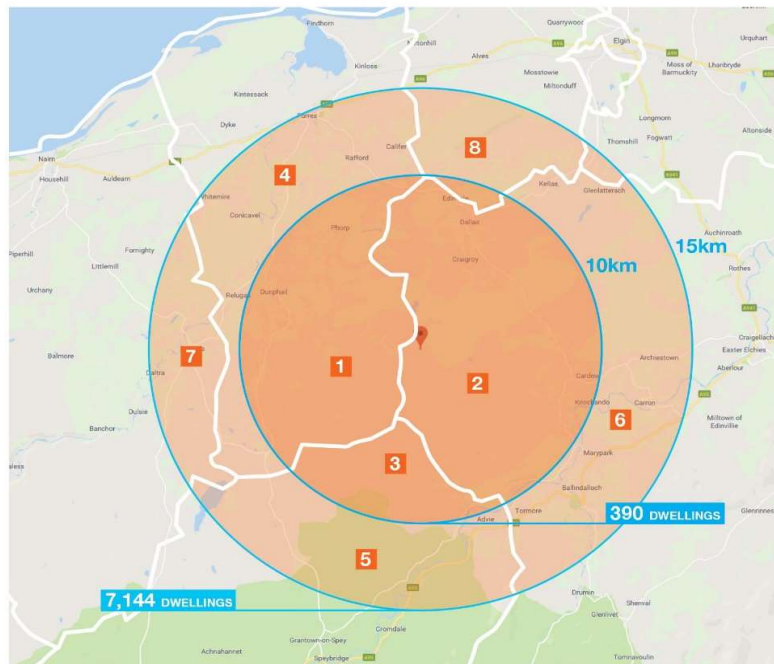 Findhorn
Quarrywood
Elgin
Urquhart
Kinloss
Alves
Mosstowie
Moss of
Barmuckity
Lhanbryde
Kintessack
Miltonduff
Longmorn
Dyke
Forres
Fogwatt
Altonside
Nairn
Califer
8
Thomshill
Househill
Auldearn
4
Rafford
Kellas
Glenlatterach
Whitemire
Conicavel
Phorp
Dallas
Auchinroath
Piperhill
Fornighty
15km
Littlemill
Craigroy
10km
Rothes
Urchany
Relugas
Dunphail
Craigellachie
7
1
Archiestown
Easter Elchies
Balmore
2
Cardow
Aberlour
Daltra
Knockando
Carron
Dulsie
6
Milltown of
Edinvillie
Banchor
3
Marypark
Ballindalloch
Tormore
390 DWELLINGS
Advie
5
7,144 DWELLINGS
Drumin
Shenval
Glenlivet
Cromdale
Grantown-on-Spey
Achnahannet
Speybridge
Tomnavoulin